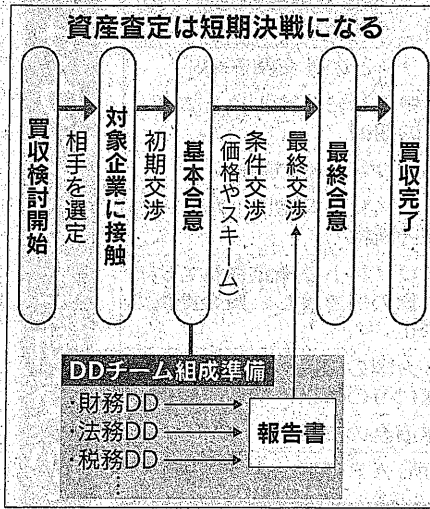 資産査定は短期決戦になる
買収検討開始
相手を選定
対象企業に接触
初期交渉
基本合意
条件交渉
(価格やスキーム)
最終交渉
最終合意
買収完了
DDチーム組成準備
・財務DD
・法務DD
・税務DD
⋮
報告書